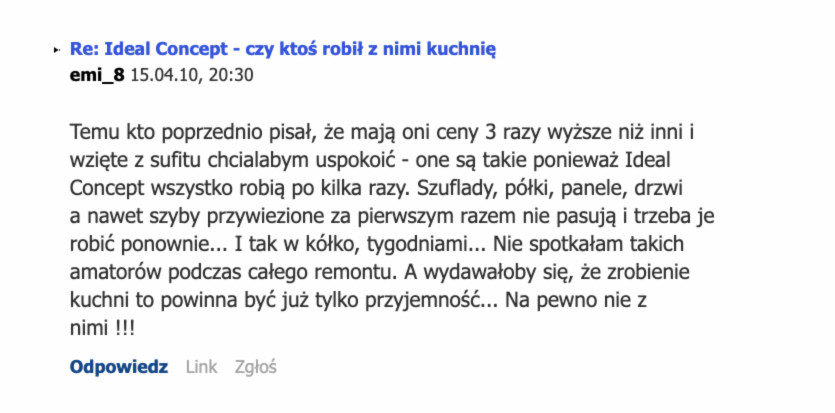 Re: Ideal Concept - czy ktoś robił z nimi kuchnię
emi_8 15.04.10, 20:30
Temu kto poprzednio pisał, że mają oni ceny 3 razy wyższe niż inni i
wzięte z sufitu chcialabym uspokoić - one są takie ponieważ Ideal
Concept wszystko robią po kilka razy. Szuflady, półki, panele, drzwi
a nawet szyby przywiezione za pierwszym razem nie pasują i trzeba je
robić ponownie... I tak w kółko, tygodniami... Nie spotkałam takich
amatorów podczas całego remontu. A wydawałoby się, że zrobienie
kuchni to powinna być już tylko przyjemność... Na pewno nie z
nimi !!!
Odpowiedz Link Zgłoś